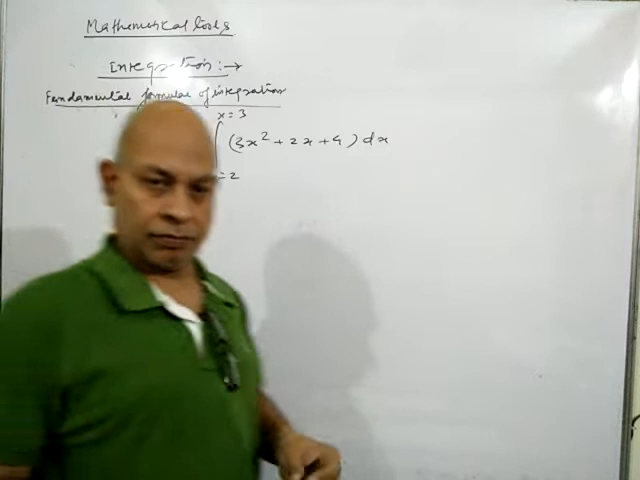 Mathematical tools
Integration:→
Fundamental formulae of integration
x = 3
∫ (3x² + 2x + 4) dx
= 2